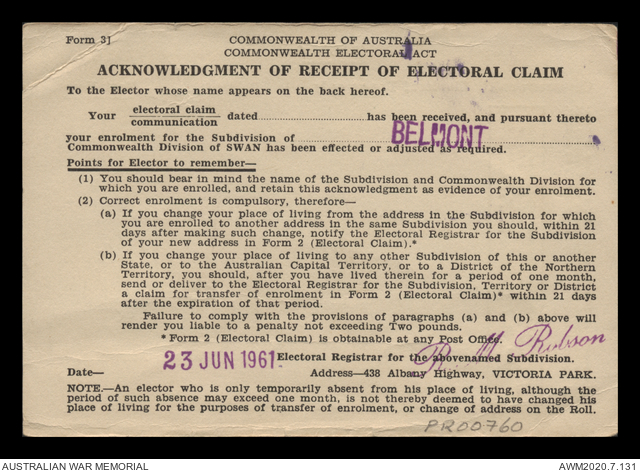 Form 31
COMMONWEALTH OF AUSTRALIA
COMMONWEALTH ELECTORAL ACT
ACKNOWLEDGMENT OF RECEIPT OF ELECTORAL CLAIM
To the Elector whose name appears on the back hereof.
Your electoral claim / communication dated has been received, and pursuant thereto
your enrolment for the Subdivision of BELMONT
Commonwealth Division of SWAN has been effected or adjusted as required.
Points for Elector to remember—
(1) You should bear in mind the name of the Subdivision and Commonwealth Division for
which you are enrolled, and retain this acknowledgment as evidence of your enrolment.
(2) Correct enrolment is compulsory, therefore—
(a) If you change your place of living from the address in the Subdivision for which
you are enrolled to another address in the same Subdivision you should, within 21
days after making such change, notify the Electoral Registrar for the Subdivision
of your new address in Form 2 (Electoral Claim).*
(b) If you change your place of living to any other Subdivision of this or another
State, or to the Australian Capital Territory, or to a District of the Northern
Territory, you should, after you have lived therein for a period of one month,
send or deliver to the Electoral Registrar for the Subdivision, Territory or District
a claim for transfer of enrolment in Form 2 (Electoral Claim)* within 21 days
after the expiration of that period.
Failure to comply with the provisions of paragraphs (a) and (b) above will
render you liable to a penalty not exceeding Two pounds.
*Form 2 (Electoral Claim) is obtainable at any Post Office.
23 JUN 1961 Electoral Registrar for the abovenamed Subdivision.
Date— Address—438 Albany Highway, VICTORIA PARK.
NOTE.—An elector who is only temporarily absent from his place of living, although the
period of such absence may exceed one month, is not thereby deemed to have changed his
place of living for the purposes of transfer of enrolment, or change of address on the Roll.
PR00760
AUSTRALIAN WAR MEMORIAL
AWM2020.7.131